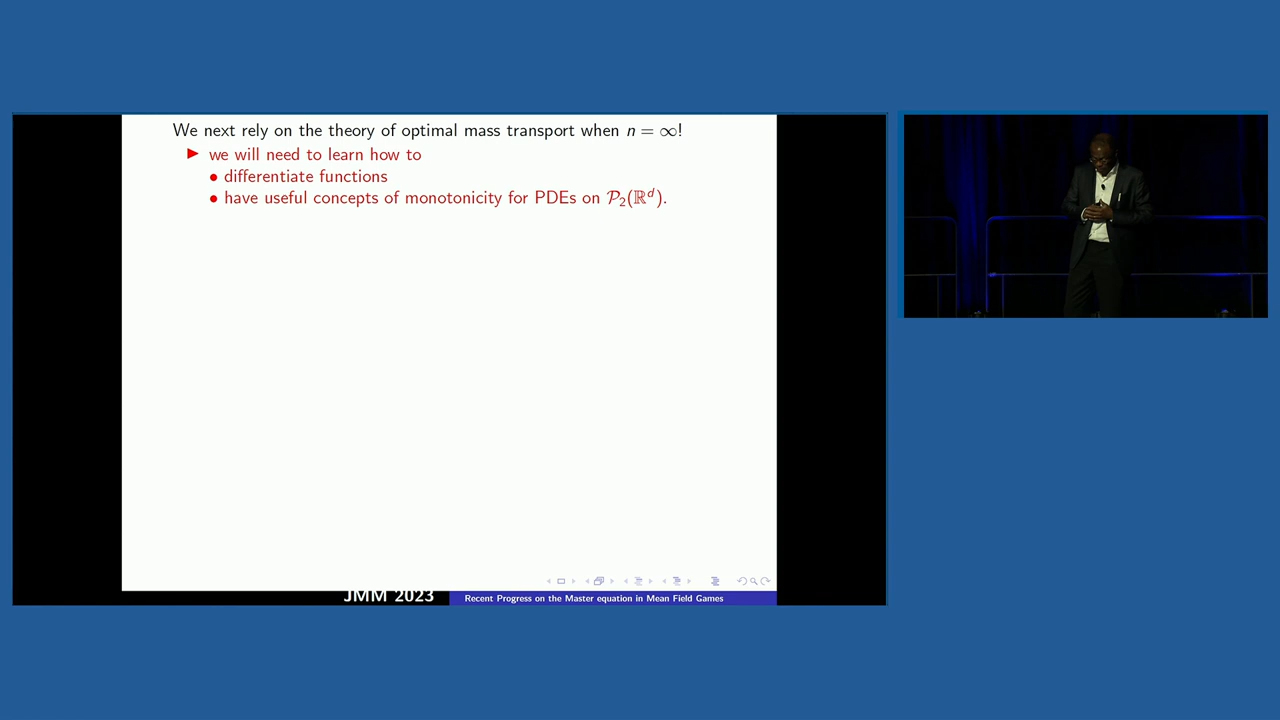 We next rely on the theory of optimal mass transport when n = ∞!
▶ we will need to learn how to
• differentiate functions
• have useful concepts of monotonicity for PDEs on 𝒫₂(ℝᵈ).
JMM 2023
Recent Progress on the Master equation in Mean Field Games